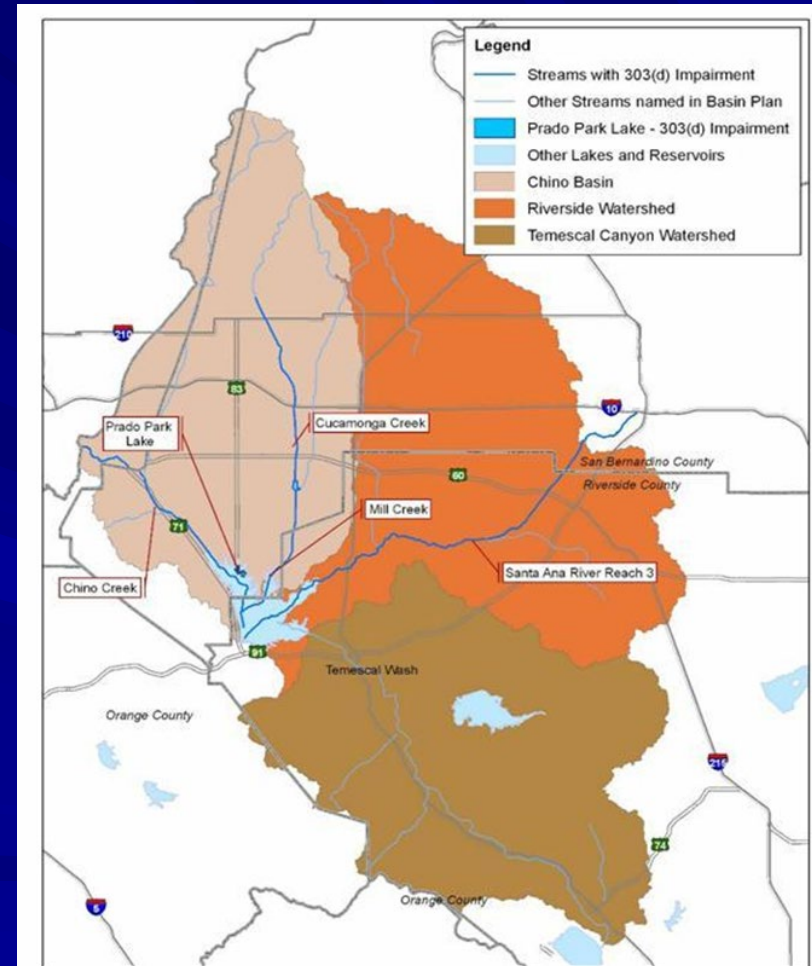 Legend
Streams with 303(d) Impairment
Other Streams named in Basin Plan
Prado Park Lake - 303(d) Impairment
Other Lakes and Reservoirs
Chino Basin
Riverside Watershed
Temescal Canyon Watershed
210
83
10
Prado Park
Lake
Cucamonga Creek
San Bernardino County
60
Riverside County
Mill Creek
71
Santa Ana River Reach 3
Chino Creek
91
Temescal Wash
Orange County
215
74
Orange County
5